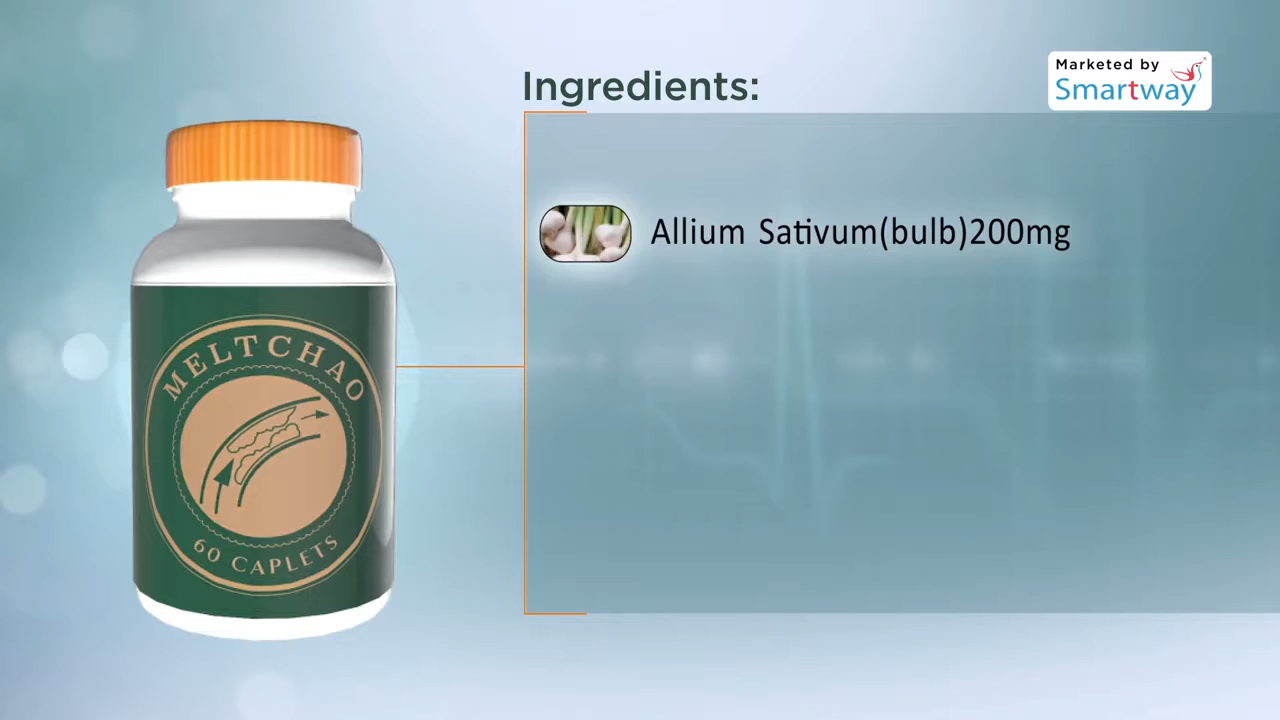 Ingredients:
Marketed by
Smartway
Allium Sativum(bulb)200mg
MELTCHAO
60 CAPLETS